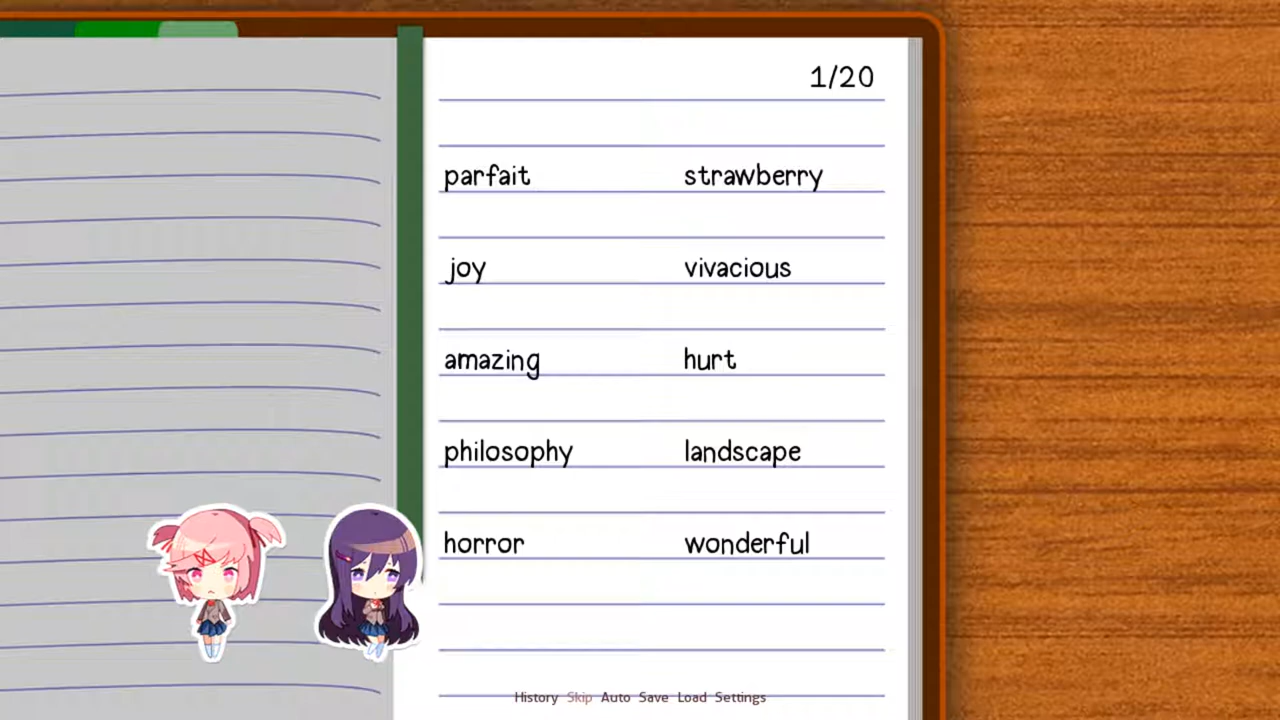 1/20
parfait strawberry
joy vivacious
amazing hurt
philosophy landscape
horror wonderful
History Skip Auto Save Load Settings